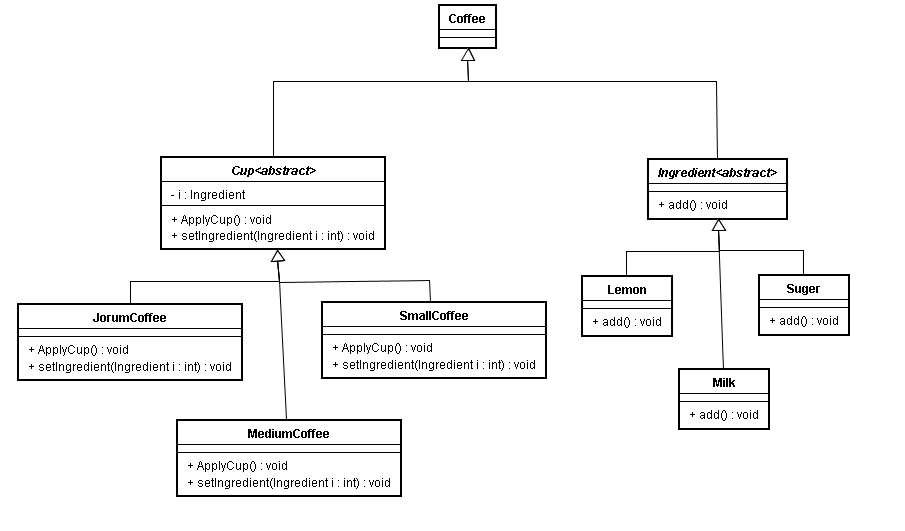 Coffee
Cup<abstract>
- i : Ingredient
+ ApplyCup() : void
+ setIngredient(Ingredient i : int) : void
Ingredient<abstract>
+ add() : void
JorumCoffee
+ ApplyCup() : void
+ setIngredient(Ingredient i : int) : void
SmallCoffee
+ ApplyCup() : void
+ setIngredient(Ingredient i : int) : void
Lemon
+ add() : void
Suger
+ add() : void
Milk
+ add() : void
MediumCoffee
+ ApplyCup() : void
+ setIngredient(Ingredient i : int) : void